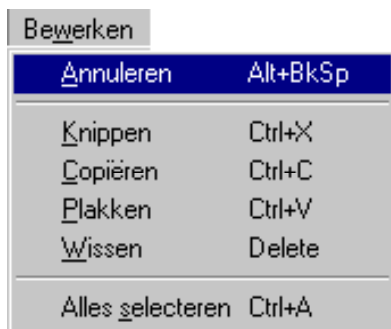 Bewerken
Annuleren Alt+BkSp
Knippen Ctrl+X
Copiëren Ctrl+C
Plakken Ctrl+V
Wissen Delete
Alles selecteren Ctrl+A